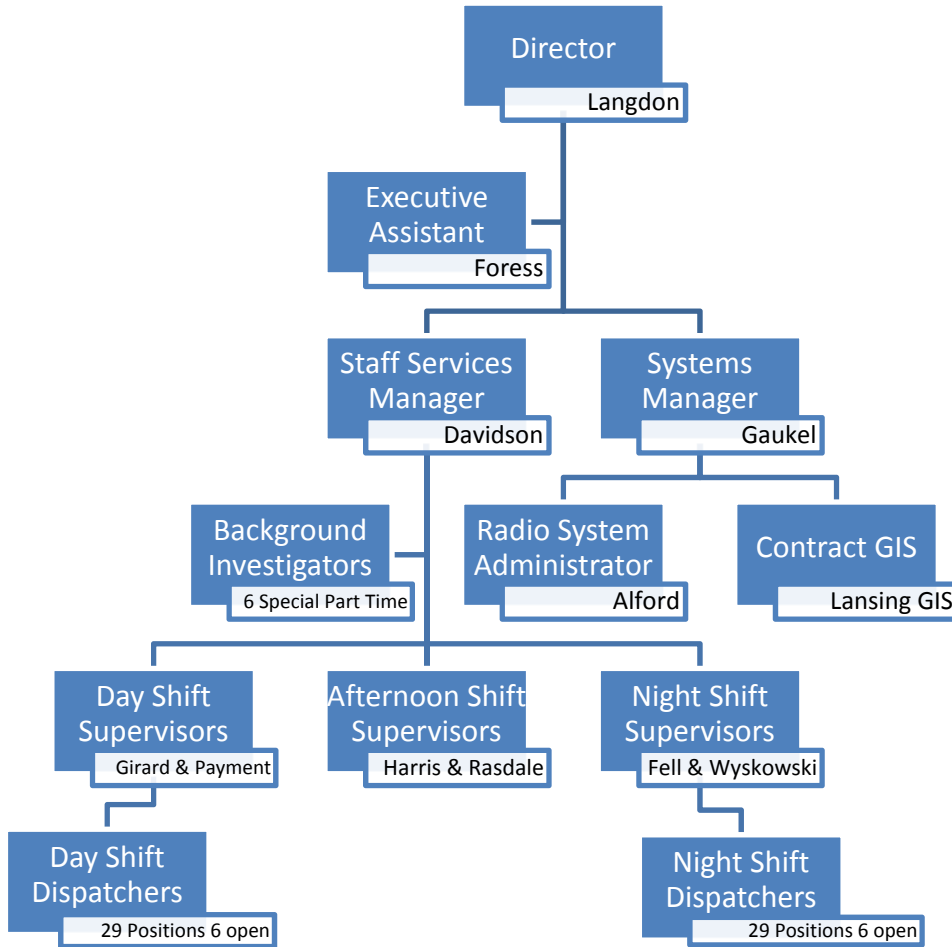 Director
Langdon
Executive
Assistant
Foress
Staff Services
Manager
Davidson
Systems
Manager
Gaukel
Background
Investigators
6 Special Part Time
Radio System
Administrator
Alford
Contract GIS
Lansing GIS
Day Shift
Supervisors
Girard & Payment
Afternoon Shift
Supervisors
Harris & Rasdale
Night Shift
Supervisors
Fell & Wyskowski
Day Shift
Dispatchers
29 Positions 6 open
Night Shift
Dispatchers
29 Positions 6 open